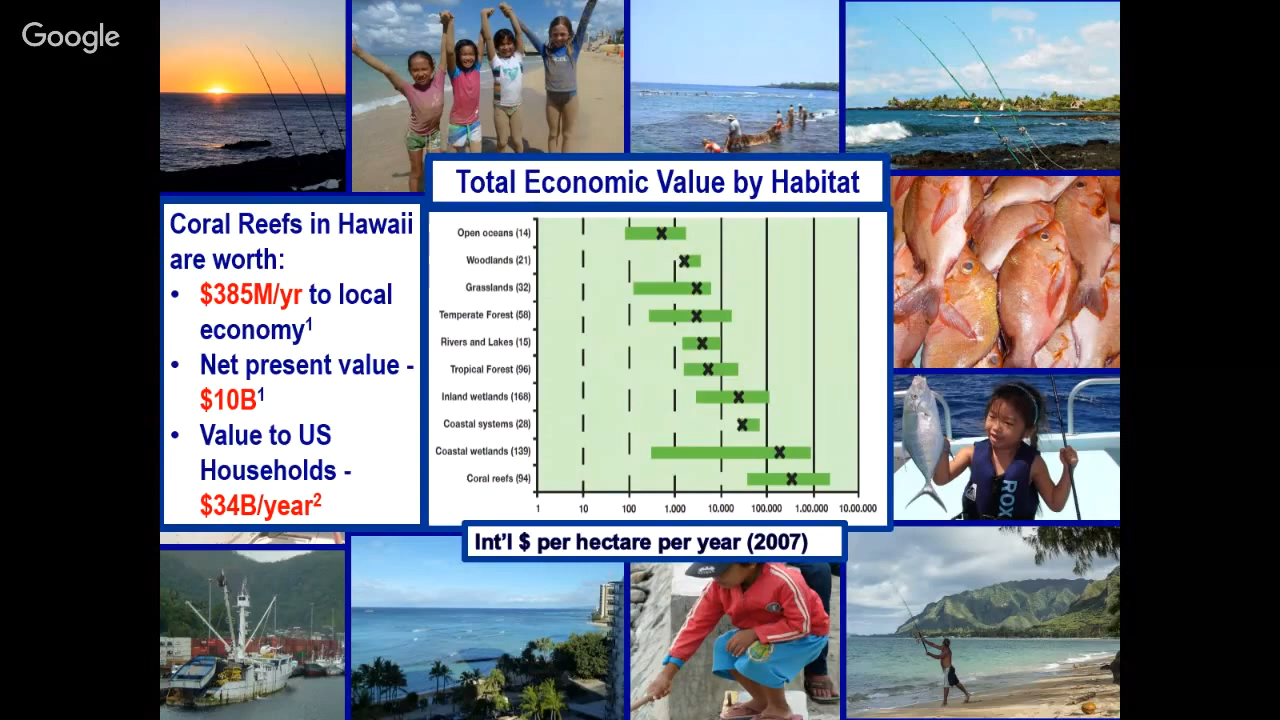 Google
Total Economic Value by Habitat
Coral Reefs in Hawaii
are worth:
• $385M/yr to local
economy1
• Net present value -
$10B1
• Value to US
Households -
$34B/year2
Open oceans (14)
Woodlands (21)
Grasslands (32)
Temperate Forest (58)
Rivers and Lakes (15)
Tropical Forest (96)
Inland wetlands (168)
Coastal systems (28)
Coastal wetlands (139)
Coral reefs (94)
1 10 100 1.000 10.000 100.000 1.00.000 10.00.000
Int'l $ per hectare per year (2007)
ROX